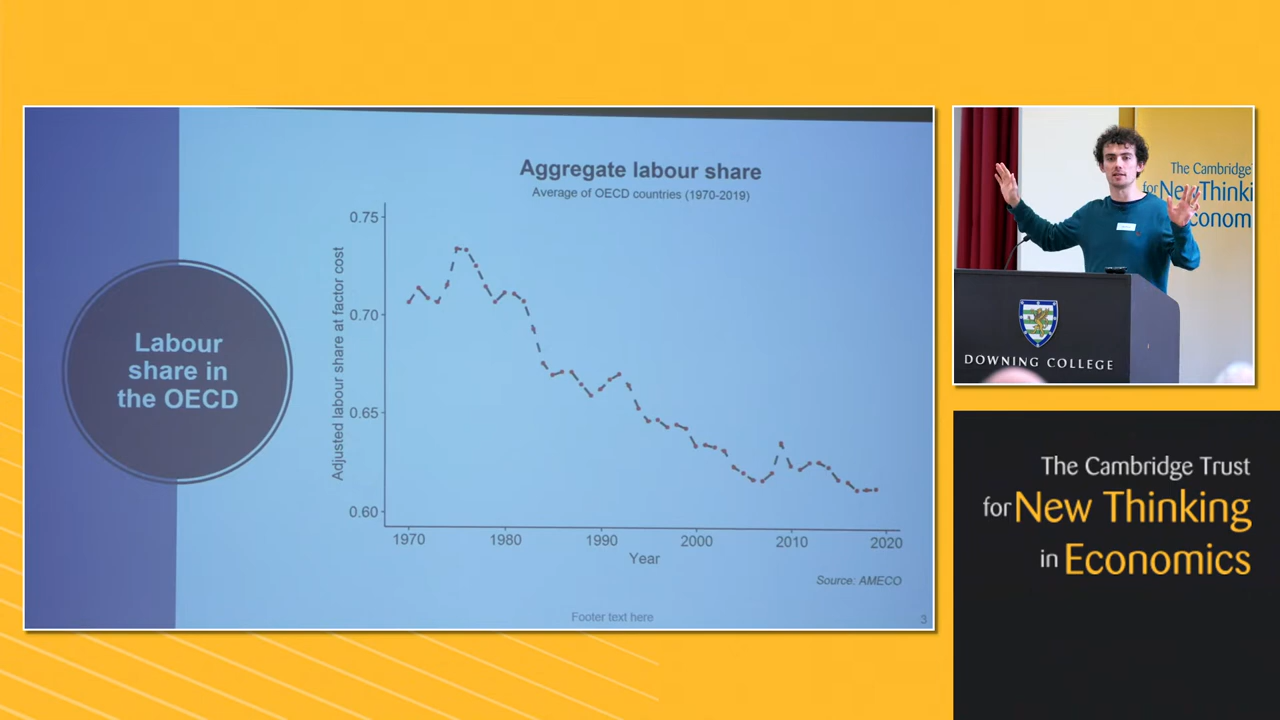 Aggregate labour share
Average of OECD countries (1970-2019)
Labour
share in
the OECD
Adjusted labour share at factor cost
0.75
0.70
0.65
0.60
1970
1980
1990
2000
2010
2020
Year
Source: AMECO
Footer text here
3
The Cambridge
for New Thinki
conom
DOWNING COLLEGE
The Cambridge Trust
for New Thinking
in Economics